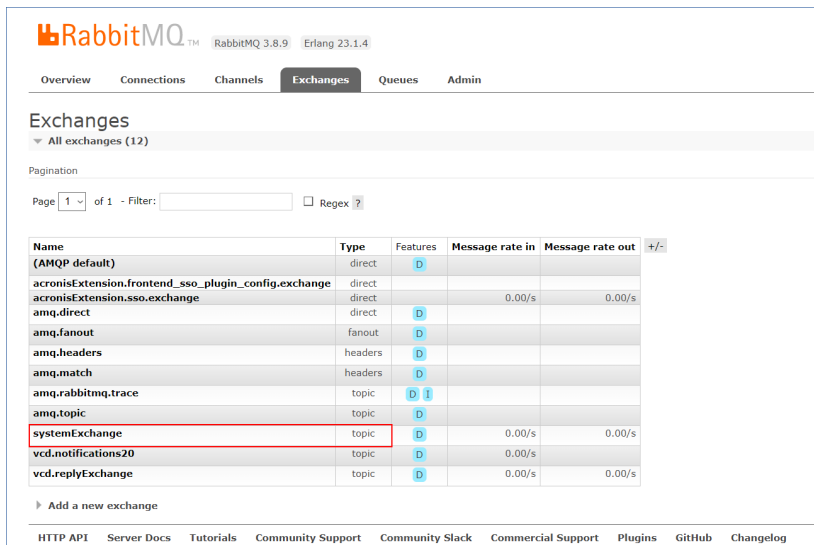 RabbitMQ TM RabbitMQ 3.8.9 Erlang 23.1.4
Overview Connections Channels Exchanges Queues Admin
Exchanges
All exchanges (12)
Pagination
Page 1 of 1 - Filter: Regex ?
Name Type Features Message rate in Message rate out +/-
(AMQP default) direct D
acronisExtension.frontend_sso_plugin_config.exchange direct
acronisExtension.sso.exchange direct 0.00/s 0.00/s
amq.direct direct D
amq.fanout fanout D
amq.headers headers D
amq.match headers D
amq.rabbitmq.trace topic D I
amq.topic topic D
systemExchange topic D 0.00/s 0.00/s
vcd.notifications20 topic D 0.00/s
vcd.replyExchange topic D 0.00/s 0.00/s
Add a new exchange
HTTP API Server Docs Tutorials Community Support Community Slack Commercial Support Plugins GitHub Changelog